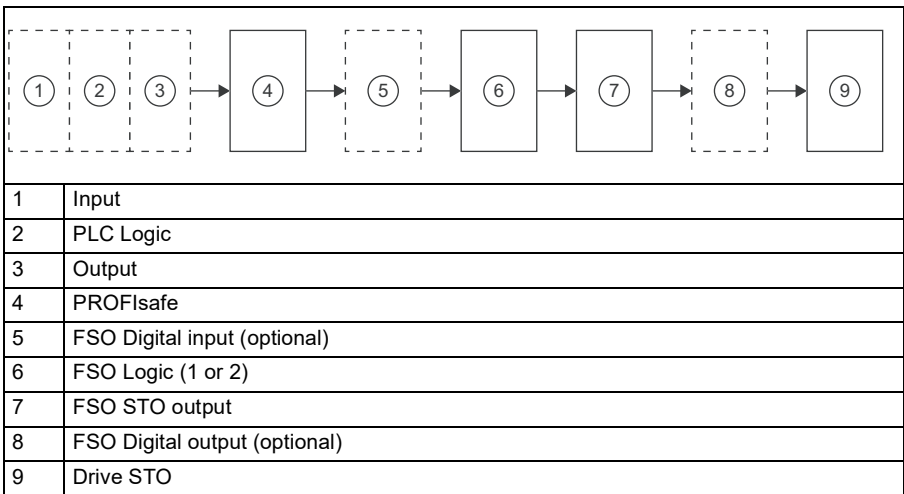 1 2 3 4 5 6 7 8 9
1 Input
2 PLC Logic
3 Output
4 PROFIsafe
5 FSO Digital input (optional)
6 FSO Logic (1 or 2)
7 FSO STO output
8 FSO Digital output (optional)
9 Drive STO